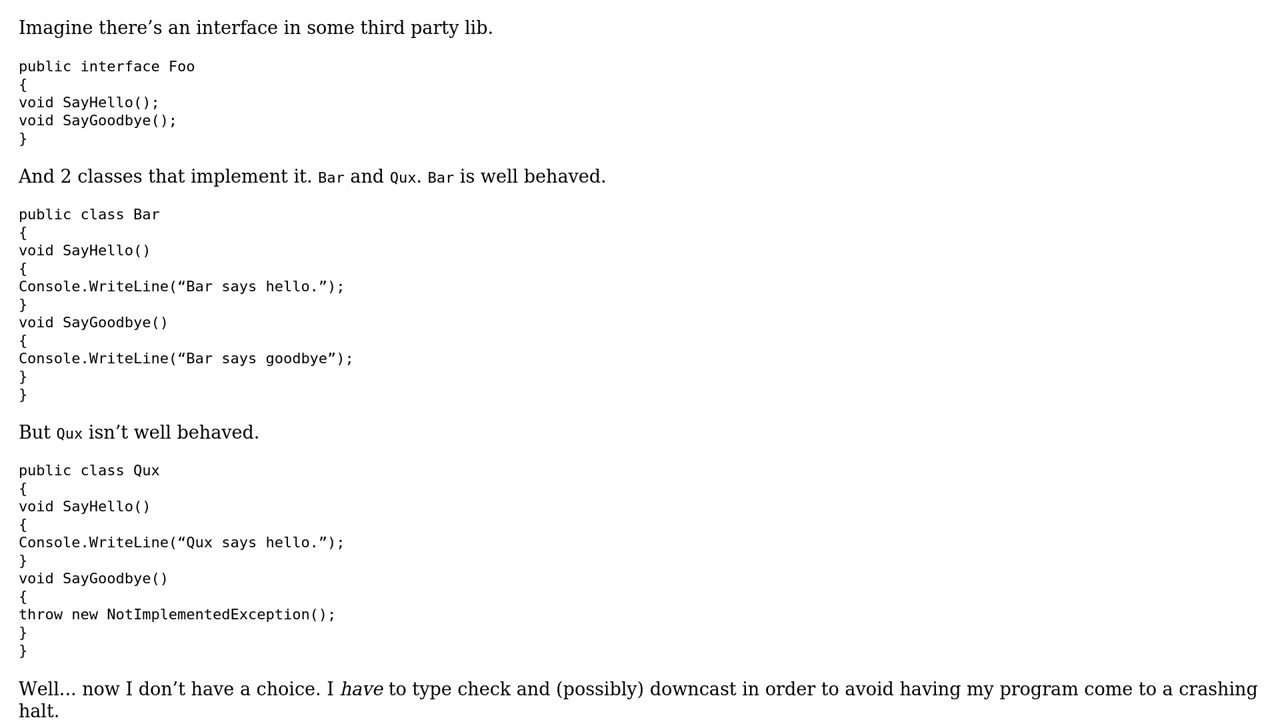 Imagine there’s an interface in some third party lib.
public interface Foo
{
void SayHello();
void SayGoodbye();
}
And 2 classes that implement it. Bar and Qux. Bar is well behaved.
public class Bar
{
void SayHello()
{
Console.WriteLine(“Bar says hello.”);
}
void SayGoodbye()
{
Console.WriteLine(“Bar says goodbye”);
}
}
But Qux isn’t well behaved.
public class Qux
{
void SayHello()
{
Console.WriteLine(“Qux says hello.”);
}
void SayGoodbye()
{
throw new NotImplementedException();
}
}
Well… now I don’t have a choice. I have to type check and (possibly) downcast in order to avoid having my program come to a crashing
halt.